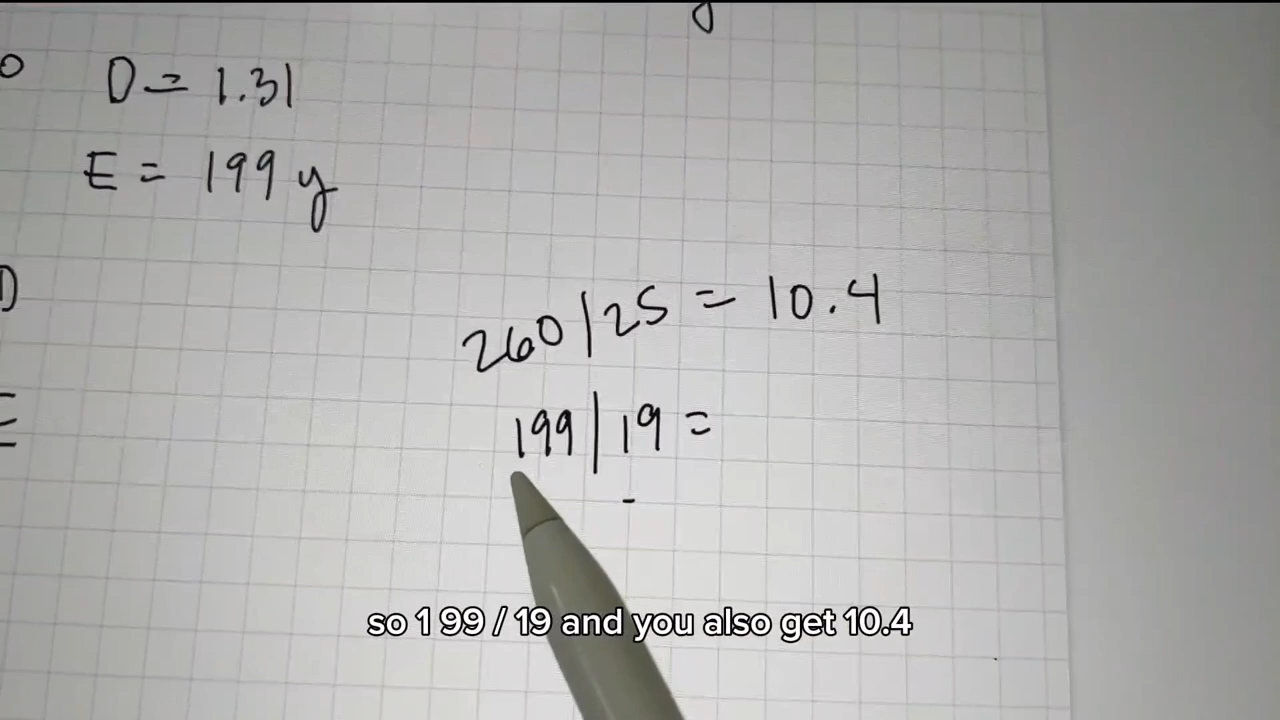 D = 1.31
E = 199 y
260 / 25 = 10.4
199 / 19 =
so 1 99 / 19 and you also get 10.4